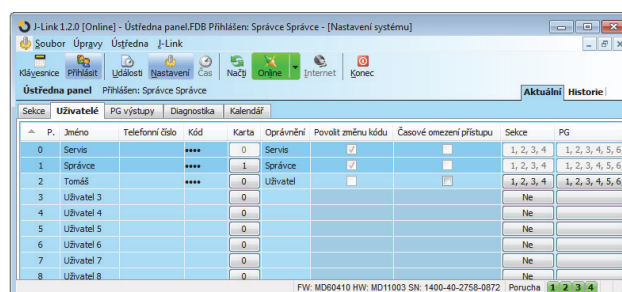 J-Link 1.2.0 [Online] - Ústředna panel.FDB Přihlášen: Správce Správce - [Nastavení systému]
Soubor Úpravy Ústředna J-Link
Klávesnice Přihlásit Události Nastavení Čas Načti Online Internet Konec
Ústředna panel Přihlášen: Správce Správce Aktuální Historie
Sekce Uživatelé PG výstupy Diagnostika Kalendář
P. Jméno Telefonní číslo Kód Karta Oprávnění Povolit změnu kódu Časové omezení přístupu Sekce PG
0 Servis •••• 0 Servis 1, 2, 3, 4 1, 2, 3, 4, 5, 6,
1 Správce •••• 1 Správce 1, 2, 3, 4 1, 2, 3, 4, 5, 6,
2 Tomáš •••• 0 Uživatel 1, 2, 3, 4 1, 2, 3, 4, 5, 6,
3 Uživatel 3 0 Ne
4 Uživatel 4 0 Ne
5 Uživatel 5 0 Ne
6 Uživatel 6 0 Ne
7 Uživatel 7 0 Ne
8 Uživatel 8 0 Ne
FW: MD60410 HW: MD11003 SN: 1400-40-2758-0872 Porucha 1 2 3 4